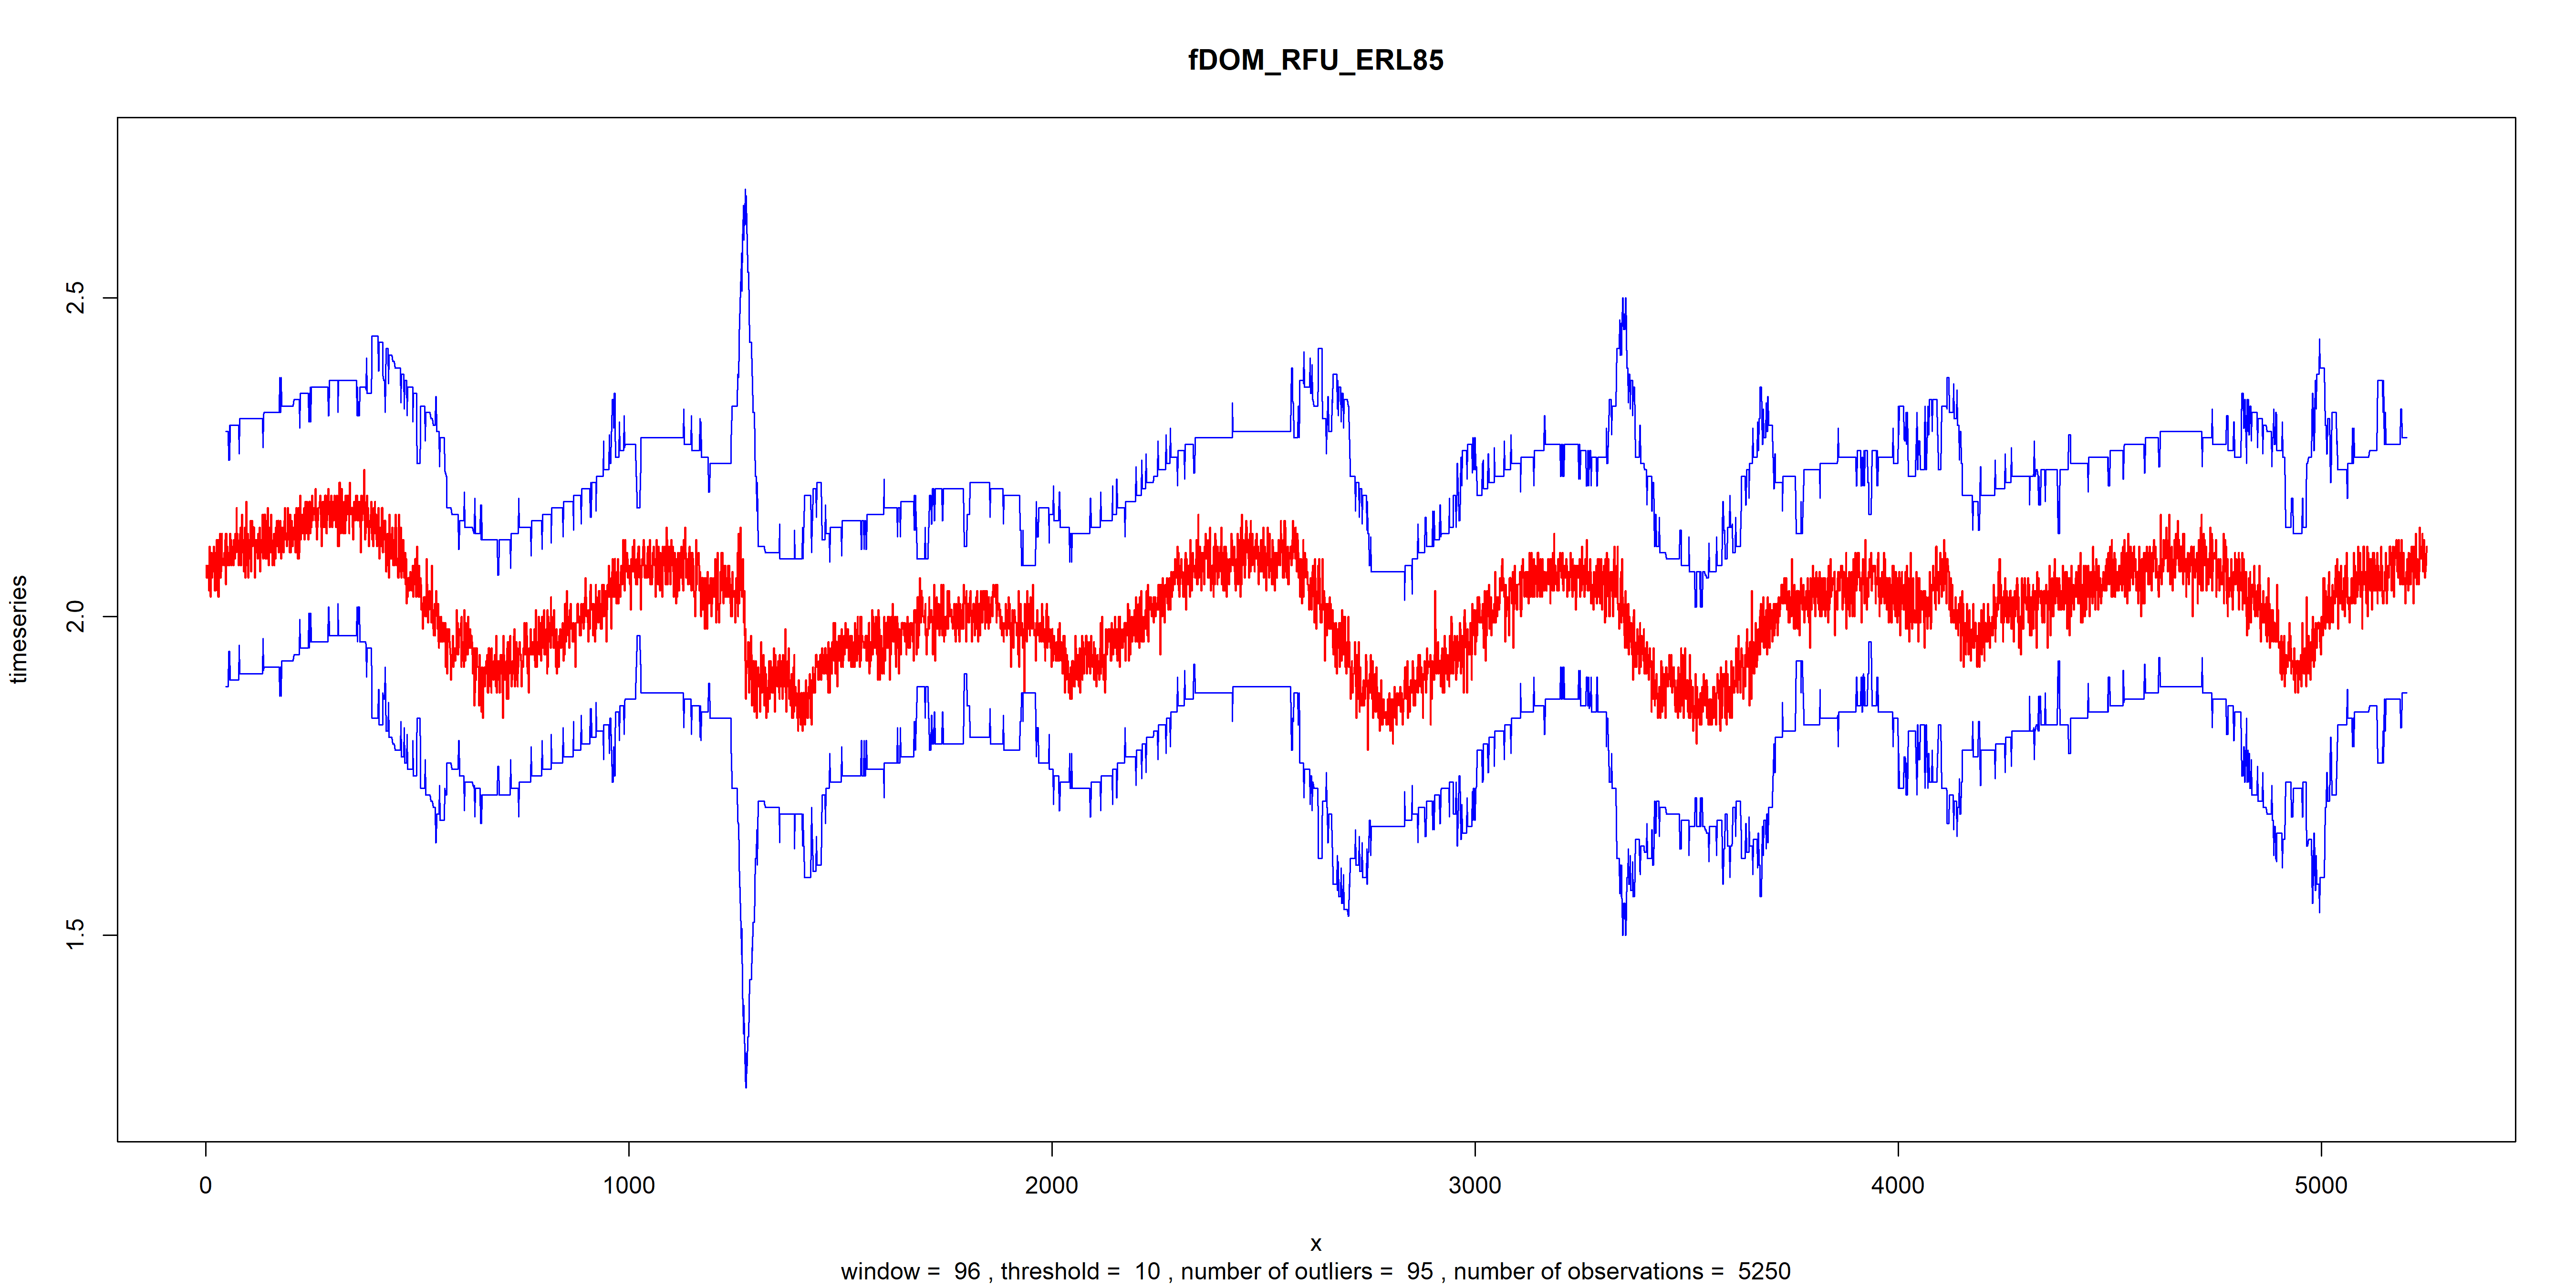 fDOM_RFU_ERL85
timeseries
2.5
2.0
1.5
0 1000 2000 3000 4000 5000
x
window = 96 , threshold = 10 , number of outliers = 95 , number of observations = 5250